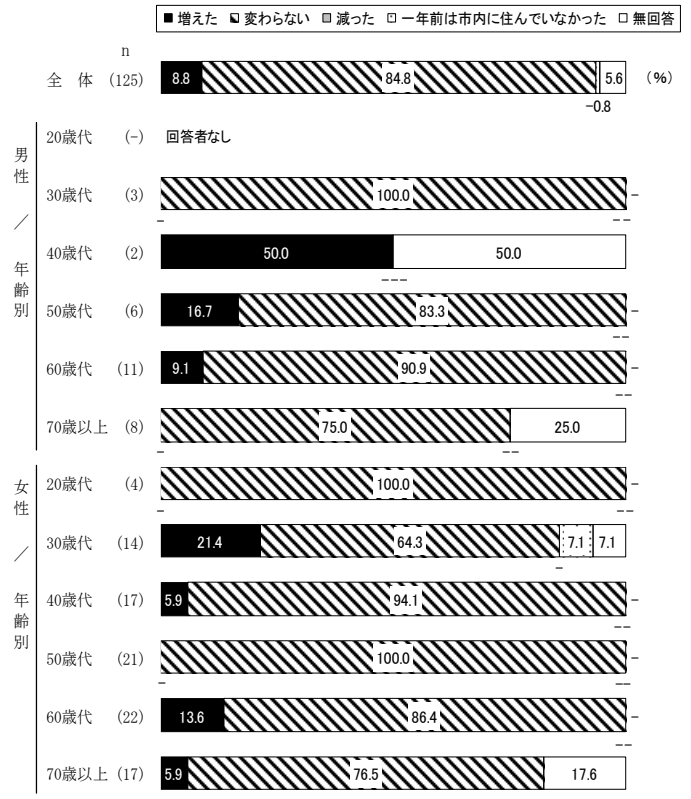 ■ 増えた ◪ 変わらない ■ 減った □ 一年前は市内に住んでいなかった □ 無回答
n
全 体 (125) 8.8 84.8 5.6 (%)
-0.8
男性／年齢別
20歳代 (-) 回答者なし
30歳代 (3) 100.0 -
- --
40歳代 (2) 50.0 50.0
---
50歳代 (6) 16.7 83.3 -
--
60歳代 (11) 9.1 90.9 -
--
70歳以上 (8) 75.0 25.0
- --
女性／年齢別
20歳代 (4) 100.0 -
- --
30歳代 (14) 21.4 64.3 7.1 7.1
-
40歳代 (17) 5.9 94.1 -
--
50歳代 (21) 100.0 -
- --
60歳代 (22) 13.6 86.4 -
--
70歳以上 (17) 5.9 76.5 17.6